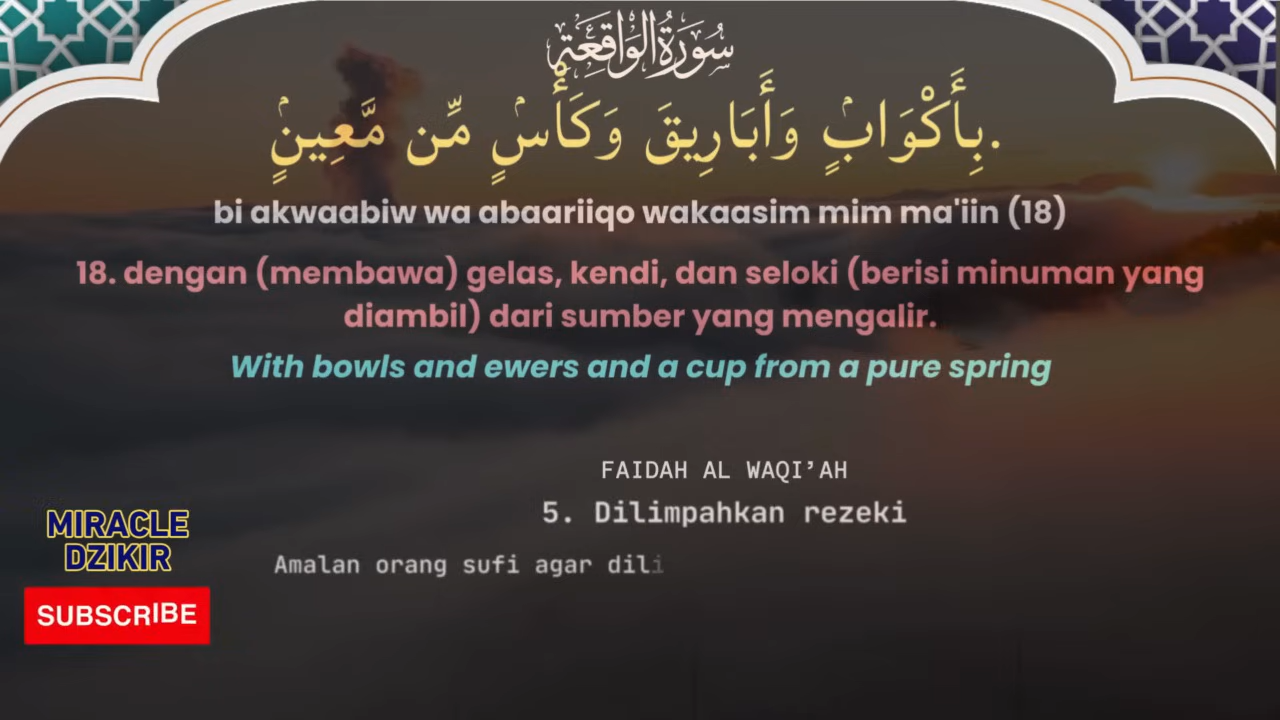 سُورَةُ الْوَاقِعَةِ
بِأَكْوَابٍ وَأَبَارِيقَ وَكَأْسٍ مِّن مَّعِينٍ.
bi akwaabiw wa abaariiqo wakaasim mim ma'iin (18)
18. dengan (membawa) gelas, kendi, dan seloki (berisi minuman yang
diambil) dari sumber yang mengalir.
With bowls and ewers and a cup from a pure spring
FAIDAH AL WAQI’AH
5. Dilimpahkan rezeki
Amalan orang sufi agar dili
MIRACLE
DZIKIR
SUBSCRIBE